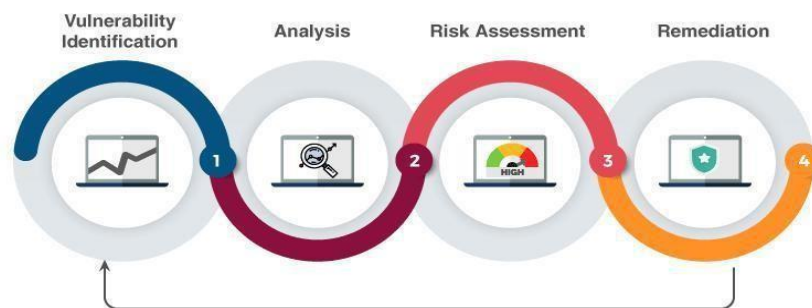 Vulnerability
Identification
Analysis
Risk Assessment
Remediation
1
2
3
4
HIGH